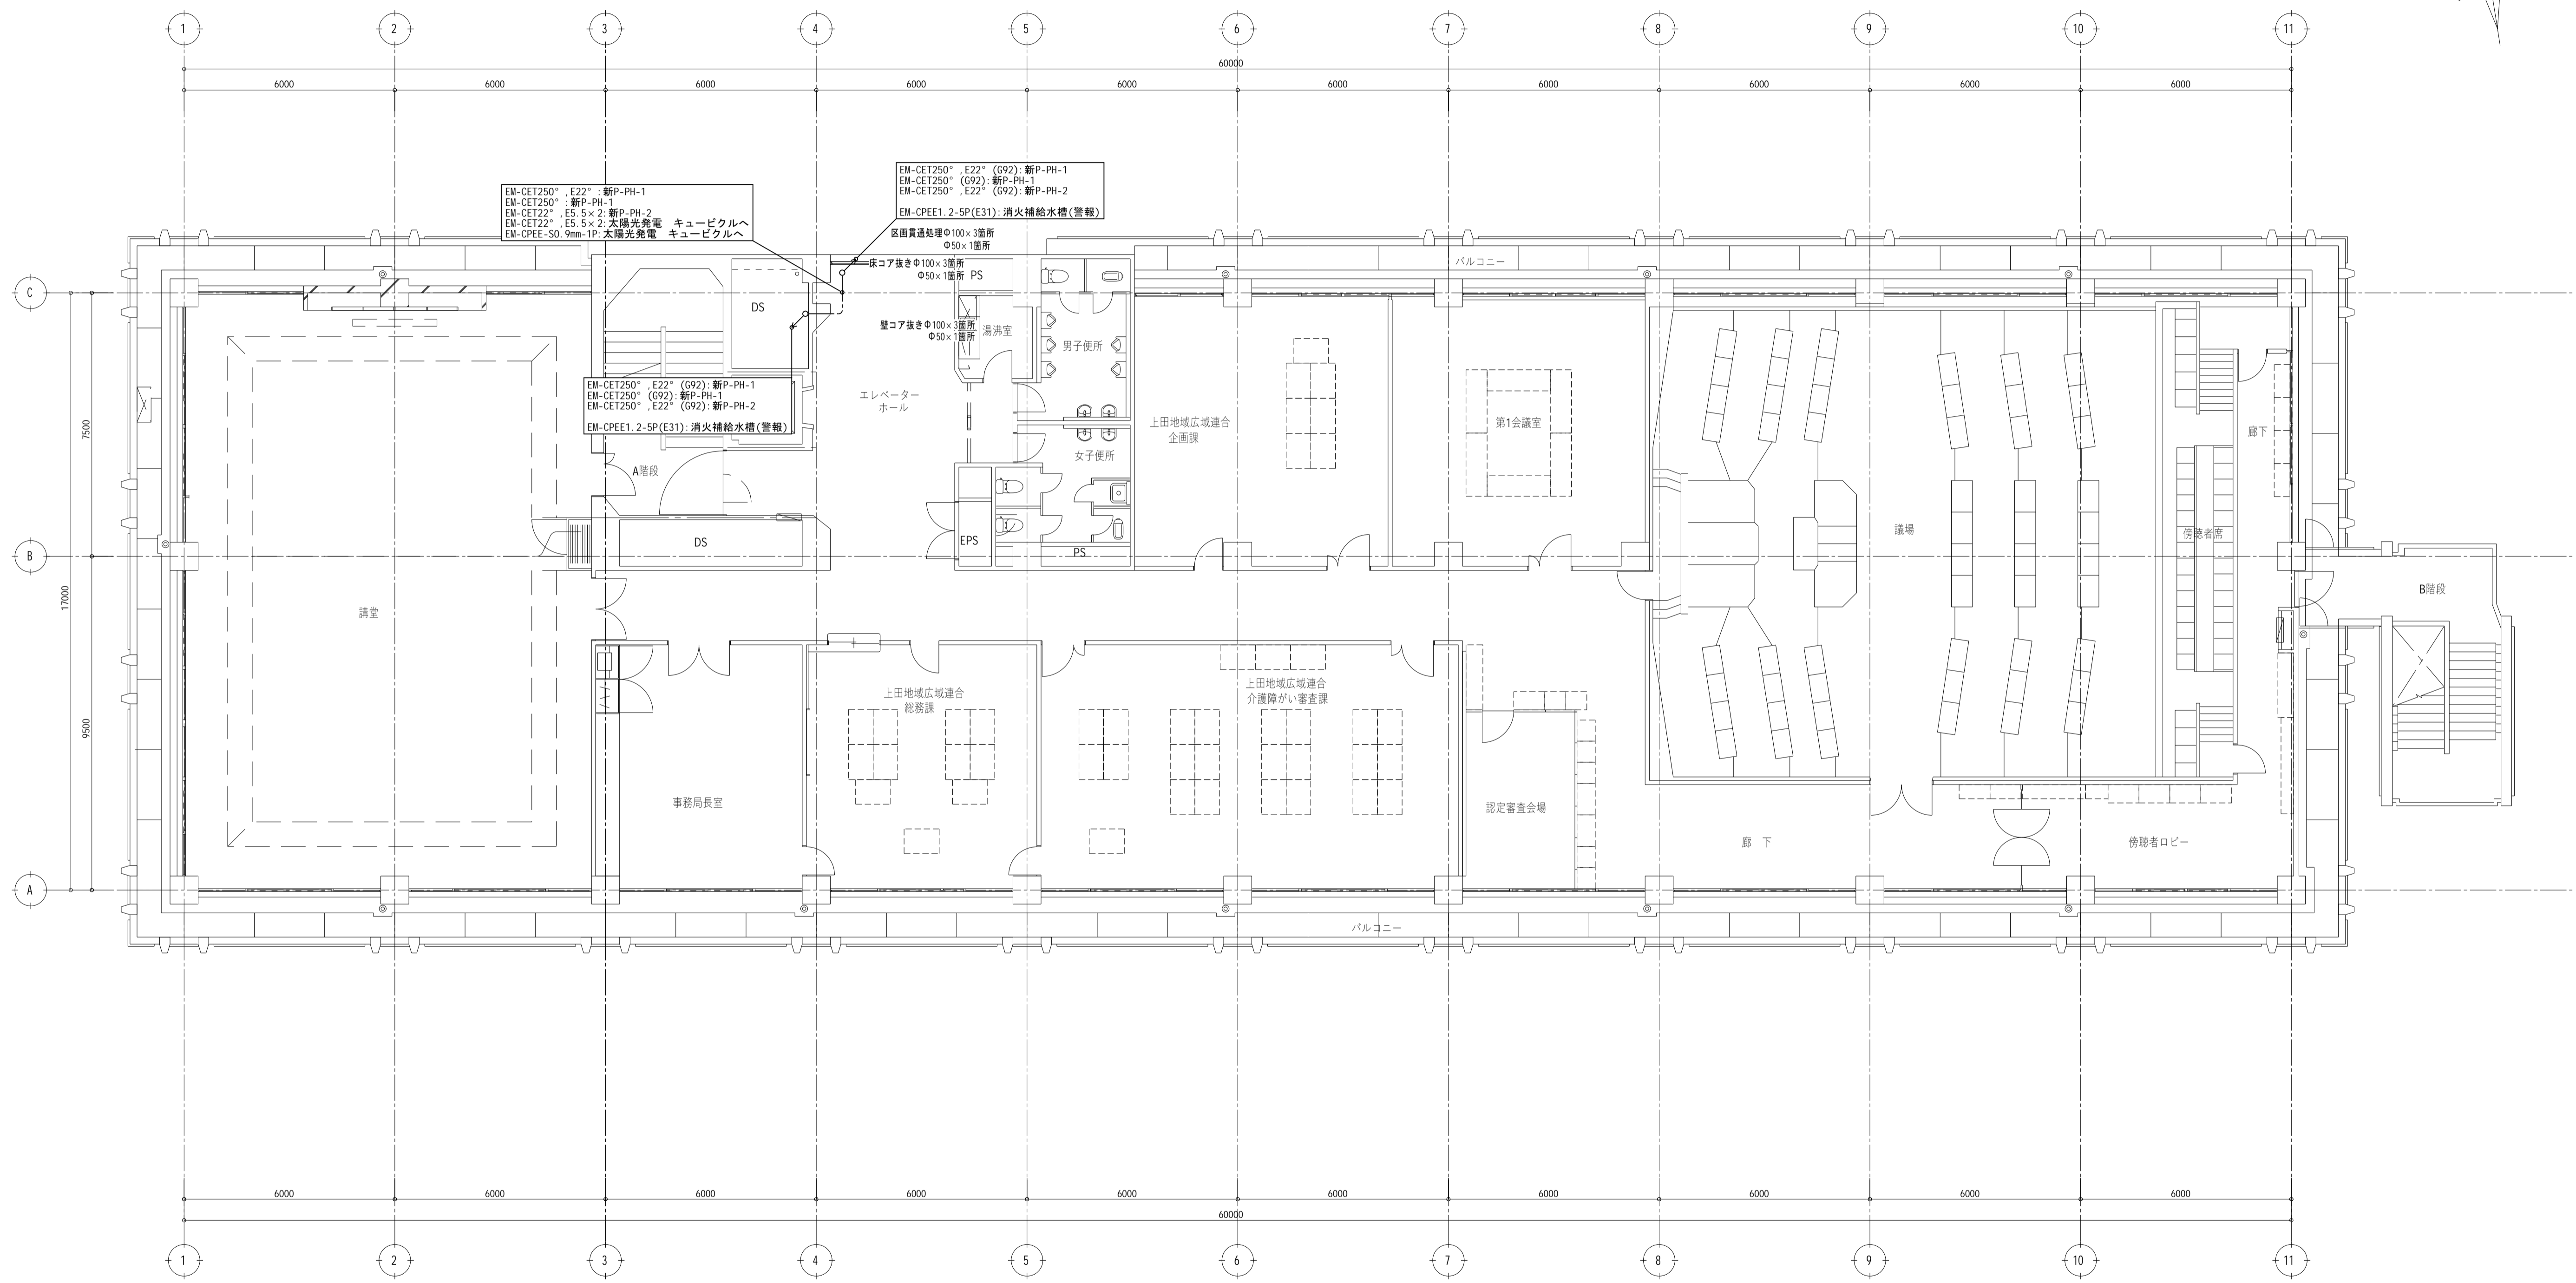 1 2 3 4 5 6 7 8 9 10 11
60000
6000 6000 6000 6000 6000 6000 6000 6000 6000 6000
EM-CET250°,E22° (G92):新P-PH-1
EM-CET250° (G92):新P-PH-1
EM-CET250°,E22° (G92):新P-PH-2
EM-CPEE1.2-5P(E31):消火補給水槽(警報)
EM-CET250°,E22° :新P-PH-1
EM-CET250° :新P-PH-1
EM-CET22°,E5.5×2:新P-PH-2
EM-CET22°,E5.5×2:太陽光発電 キュービクルへ
EM-CPEE-S0.9mm-1P:太陽光発電 キュービクルへ
区画貫通処理Φ100×3箇所
Φ50×1箇所
床コア抜きΦ100×3箇所
Φ50×1箇所
PS
バルコニー
C
DS
壁コア抜きΦ100×3箇所
Φ50×1箇所
湯沸室
男子便所
EM-CET250°,E22° (G92):新P-PH-1
EM-CET250° (G92):新P-PH-1
EM-CET250°,E22° (G92):新P-PH-2
EM-CPEE1.2-5P(E31):消火補給水槽(警報)
エレベーター
ホール
上田地域広域連合
企画課
第1会議室
廊下
7500
女子便所
A階段
議場
傍聴者席
DS
EPS
PS
B
B階段
17000
講堂
上田地域広域連合
総務課
上田地域広域連合
介護障がい審査課
9500
事務局長室
認定審査会場
廊 下
傍聴者ロビー
A
バルコニー
6000 6000 6000 6000 6000 6000 6000 6000 6000 6000
60000
1 2 3 4 5 6 7 8 9 10 11